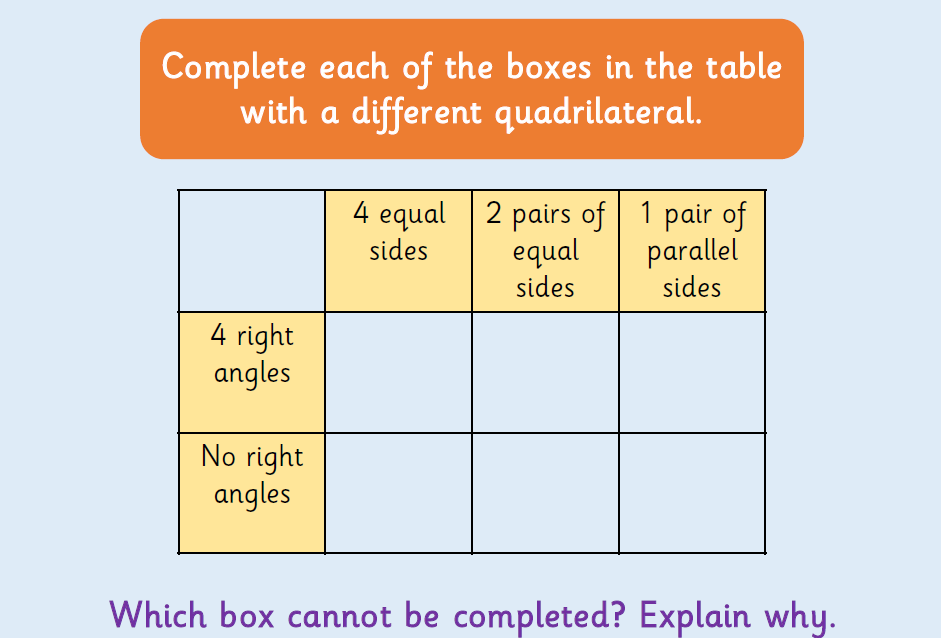 Complete each of the boxes in the table
with a different quadrilateral.
4 equal
sides
2 pairs of
equal
sides
1 pair of
parallel
sides
4 right
angles
No right
angles
Which box cannot be completed? Explain why.